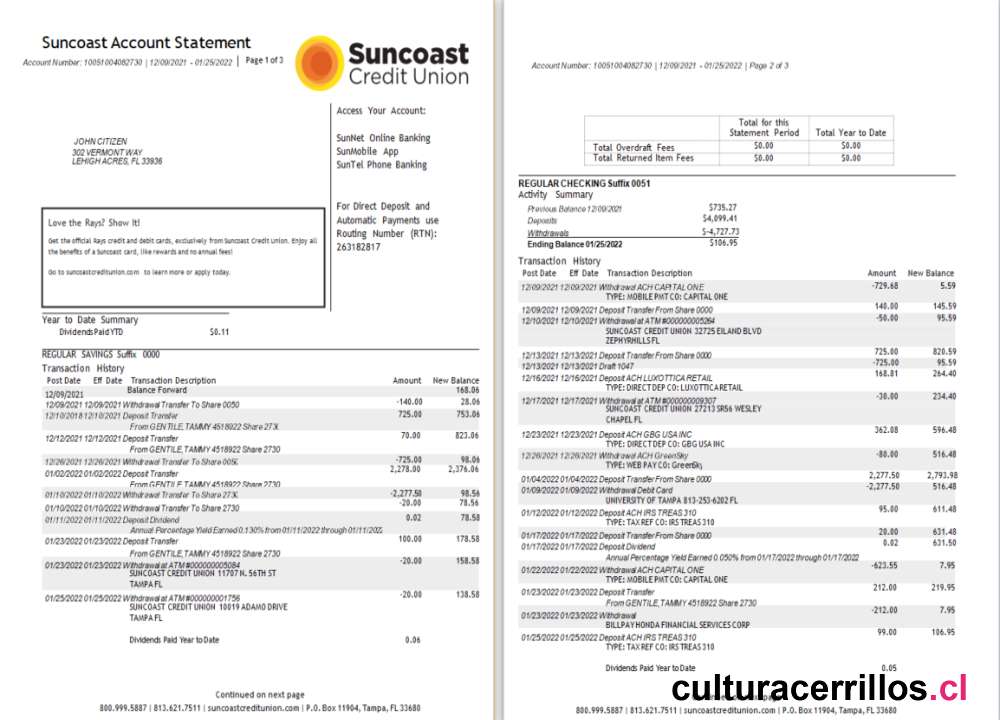 Suncoast Account Statement
Account Number: 10051004082730 | 12/09/2021 - 01/25/2022 | Page 1 of 3
Suncoast
Credit Union
JOHN CITIZEN
302 VERMONT WAY
LEHIGH ACRES, FL 33936
Access Your Account:
SunNet Online Banking
SunMobile App
SunTel Phone Banking
For Direct Deposit and
Automatic Payments use
Routing Number (RTN):
263182817
Love the Rays? Show It!
Get the official Rays credit and debit cards, exclusively from Suncoast Credit Union. Enjoy all
the benefits of a Suncoast card, like rewards and no annual fees!
Go to suncoastcreditunion.com to learn more or apply today.
Year to Date Summary
Dividends Paid YTD $0.11
REGULAR SAVINGS Suffix 0000
Transaction History
Post Date Eff Date Transaction Description Amount New Balance
12/09/2021 Balance Forward 168.06
12/09/2021 12/09/2021 Withdrawal Transfer To Share 0050 -140.00 28.06
12/10/2018 12/10/2021 Deposit Transfer 725.00 753.06
From GENTILE, TAMMY 4518922 Share 273
12/12/2021 12/12/2021 Deposit Transfer 70.00 823.06
From GENTILE, TAMMY 4518922 Share 2730
12/26/2021 12/26/2021 Withdrawal Transfer To Share -725.00 98.06
01/02/2022 01/02/2022 Deposit Transfer 2,278.00 2,376.06
From GENTILE, TAMMY 4518922 Share 2730
01/10/2022 01/10/2022 Withdrawal Transfer To Share 273 -2,277.50 98.56
01/10/2022 01/10/2022 Withdrawal Transfer To Share 2730 -20.00 78.56
01/11/2022 01/11/2022 Deposit Dividend 0.02 78.58
Annual Percentage Yield Earned 0.130% from 01/11/2022 through 01/11/202
01/23/2022 01/23/2022 Deposit Transfer 100.00 178.58
From GENTILE, TAMMY 4518922 Share 2730
01/23/2022 01/23/2022 Withdrawal at ATM #000000005084 -20.00 158.58
SUNCOAST CREDIT UNION 11707 N. 56TH ST
TAMPA FL
01/25/2022 01/25/2022 Withdrawal at ATM #000000001756 -20.00 138.58
SUNCOAST CREDIT UNION 10019 ADAMO DRIVE
TAMPA FL
Dividends Paid Year to Date 0.06
Continued on next page
800.999.5887 | 813.621.7511 | suncoastcreditunion.com | P.O. Box 11904, Tampa, FL 33680
Account Number: 10051004082730 | 12/09/2021 - 01/25/2022 | Page 2 of 3
Total for this
Statement Period Total Year to Date
Total Overdraft Fees $0.00 $0.00
Total Returned Item Fees $0.00 $0.00
REGULAR CHECKING Suffix 0051
Activity Summary
Previous Balance 12/09/2021 $735.27
Deposits $4,099.41
Withdrawals $-4,727.73
Ending Balance 01/25/2022 $106.95
Transaction History
Post Date Eff Date Transaction Description Amount New Balance
12/09/2021 12/09/2021 Withdrawal ACH CAPITAL ONE -729.68 5.59
TYPE: MOBILE PMT CO: CAPITAL ONE
12/09/2021 12/09/2021 Deposit Transfer From Share 0000 140.00 145.59
12/10/2021 12/10/2021 Withdrawal at ATM #000000005264 -50.00 95.59
SUNCOAST CREDIT UNION 32725 EILAND BLVD
ZEPHYRHILLS FL
12/13/2021 12/13/2021 Deposit Transfer From Share 0000 725.00 820.59
12/13/2021 12/13/2021 Draft 1047 -725.00 95.59
12/16/2021 12/16/2021 Deposit ACH LUXOTTICA RETAIL 168.81 264.40
TYPE: DIRECT DEP CO: LUXOTTICA RETAIL
12/17/2021 12/17/2021 Withdrawal at ATM #000000009307 -30.00 234.40
SUNCOAST CREDIT UNION 27213 SR56 WESLEY
CHAPEL FL
12/23/2021 12/23/2021 Deposit ACH GBG USA INC 362.08 596.48
TYPE: DIRECT DEP CO: GBG USA INC
12/26/2021 12/26/2021 Withdrawal ACH GreenSky -80.00 516.48
TYPE: WEB PAY CO: GreenSky
01/04/2022 01/04/2022 Deposit Transfer From Share 0000 2,277.50 2,793.98
01/09/2022 01/09/2022 Withdrawal Debit Card -2,277.50 516.48
UNIVERSITY OF TAMPA 813-253-6202 FL
01/12/2022 01/12/2022 Deposit ACH IRS TREAS 310 95.00 611.48
TYPE: TAX REF CO: IRS TREAS 310
01/17/2022 01/17/2022 Deposit Transfer From Share 0000 20.00 631.48
01/17/2022 01/17/2022 Deposit Dividend 0.02 631.50
Annual Percentage Yield Earned 0.050% from 01/17/2022 through 01/17/2022
01/22/2022 01/22/2022 Withdrawal ACH CAPITAL ONE -623.55 7.95
TYPE: MOBILE PMT CO: CAPITAL ONE
01/23/2022 01/23/2022 Deposit Transfer 212.00 219.95
From GENTILE, TAMMY 4518922 Share 2730
01/23/2022 01/23/2022 Withdrawal -212.00 7.95
BILLPAY HONDA FINANCIAL SERVICES CORP
01/25/2022 01/25/2022 Deposit ACH IRS TREAS 310 99.00 106.95
TYPE: TAX REF CO: IRS TREAS 310
Dividends Paid Year to Date 0.05
culturacerrillos.cl
800.999.5887 | 813.621.7511 | suncoastcreditunion.com | P.O. Box 11904, Tampa, FL 33680